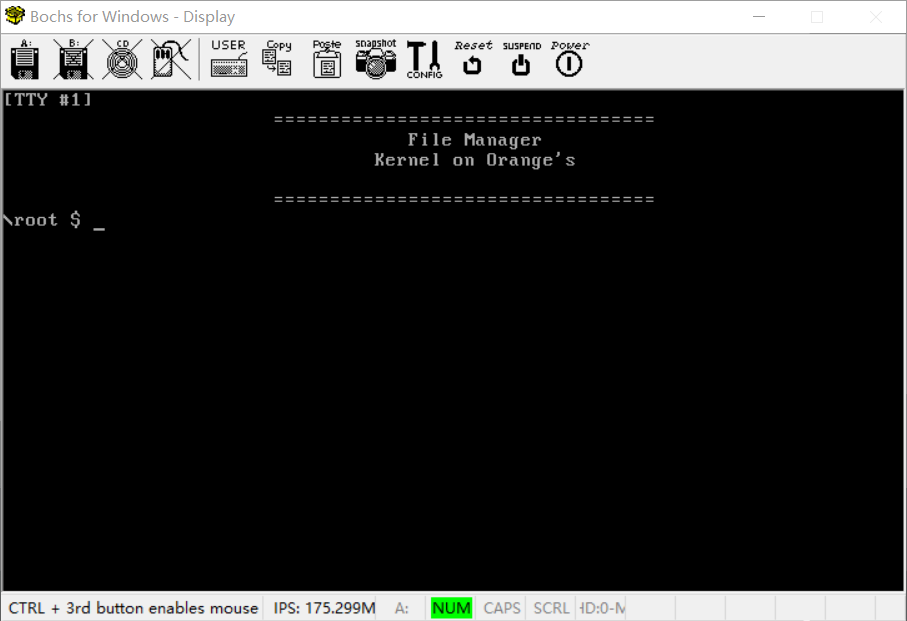 Bochs for Windows - Display
A: B: CD USER Copy Paste snapshot CONFIG Reset SUSPEND Power
[TTY #1]
==================================
File Manager
Kernel on Orange's
==================================
\root $ _
CTRL + 3rd button enables mouse IPS: 175.299M A: NUM CAPS SCRL HD:0-M